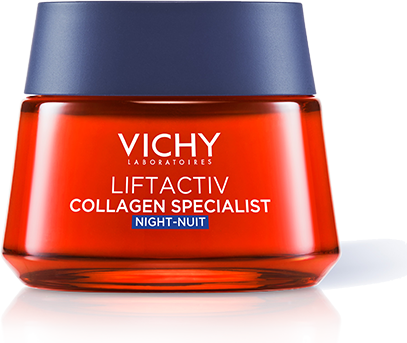 VICHY
LABORATOIRES
LIFTACTIV
COLLAGEN SPECIALIST
NIGHT-NUIT